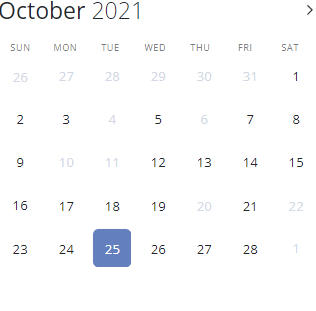 October 2021
SUN MON TUE WED THU FRI SAT
26 27 28 29 30 31 1
2 3 4 5 6 7 8
9 10 11 12 13 14 15
16 17 18 19 20 21 22
23 24 25 26 27 28 1